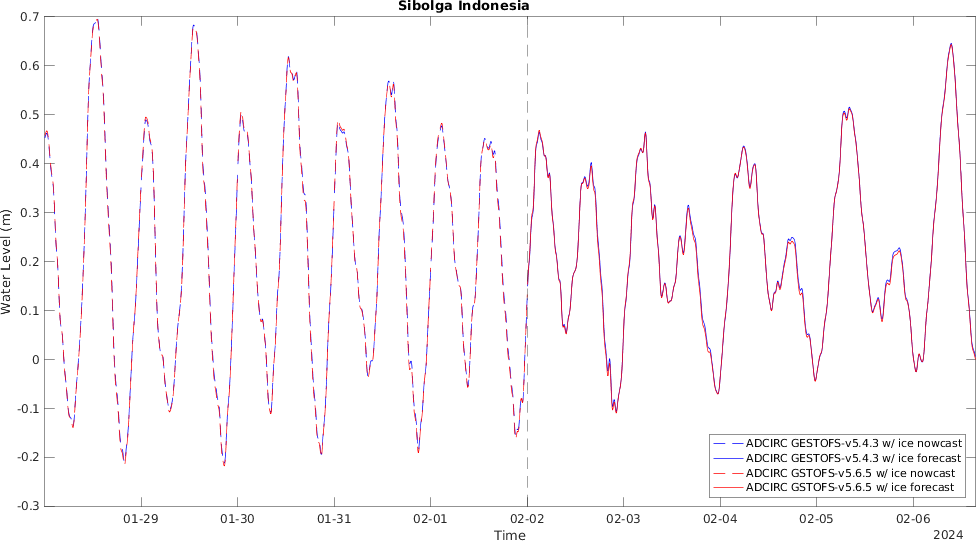 Sibolga Indonesia
0.7
0.6
0.5
0.4
0.3
0.2
0.1
0
-0.1
-0.2
-0.3
Water Level (m)
ADCIRC GESTOFS-v5.4.3 w/ ice nowcast
ADCIRC GESTOFS-v5.4.3 w/ ice forecast
ADCIRC GSTOFS-v5.6.5 w/ ice nowcast
ADCIRC GSTOFS-v5.6.5 w/ ice forecast
01-29 01-30 01-31 02-01 02-02 02-03 02-04 02-05 02-06
Time
2024